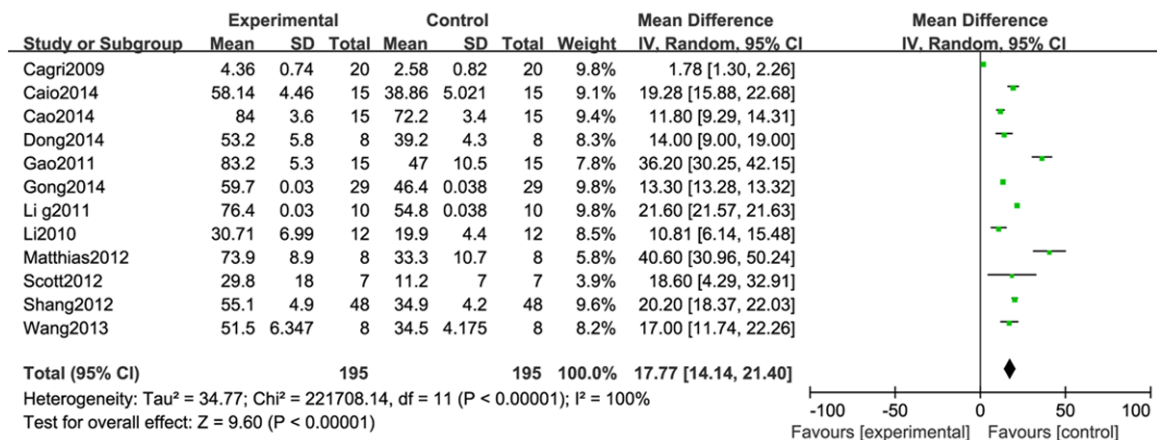 Experimental Control Mean Difference Mean Difference
Study or Subgroup Mean SD Total Mean SD Total Weight IV, Random, 95% CI IV, Random, 95% CI
Cagri2009 4.36 0.74 20 2.58 0.82 20 9.8% 1.78 [1.30, 2.26]
Caio2014 58.14 4.46 15 38.86 5.021 15 9.1% 19.28 [15.88, 22.68]
Cao2014 84 3.6 15 72.2 3.4 15 9.4% 11.80 [9.29, 14.31]
Dong2014 53.2 5.8 8 39.2 4.3 8 8.3% 14.00 [9.00, 19.00]
Gao2011 83.2 5.3 15 47 10.5 15 7.8% 36.20 [30.25, 42.15]
Gong2014 59.7 0.03 29 46.4 0.038 29 9.8% 13.30 [13.28, 13.32]
Li g2011 76.4 0.03 10 54.8 0.038 10 9.8% 21.60 [21.57, 21.63]
Li2010 30.71 6.99 12 19.9 4.4 12 8.5% 10.81 [6.14, 15.48]
Matthias2012 73.9 8.9 8 33.3 10.7 8 5.8% 40.60 [30.96, 50.24]
Scott2012 29.8 18 7 11.2 7 7 3.9% 18.60 [4.29, 32.91]
Shang2012 55.1 4.9 48 34.9 4.2 48 9.6% 20.20 [18.37, 22.03]
Wang2013 51.5 6.347 8 34.5 4.175 8 8.2% 17.00 [11.74, 22.26]
Total (95% CI) 195 195 100.0% 17.77 [14.14, 21.40]
Heterogeneity: Tau² = 34.77; Chi² = 221708.14, df = 11 (P < 0.00001); I² = 100%
Test for overall effect: Z = 9.60 (P < 0.00001)
-100 -50 0 50 100
Favours [experimental] Favours [control]